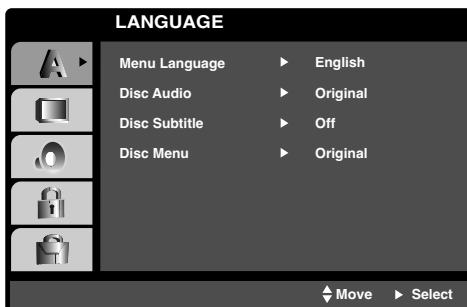 LANGUAGE
A
Menu Language ▶ English
Disc Audio ▶ Original
Disc Subtitle ▶ Off
Disc Menu ▶ Original
Move ▶ Select